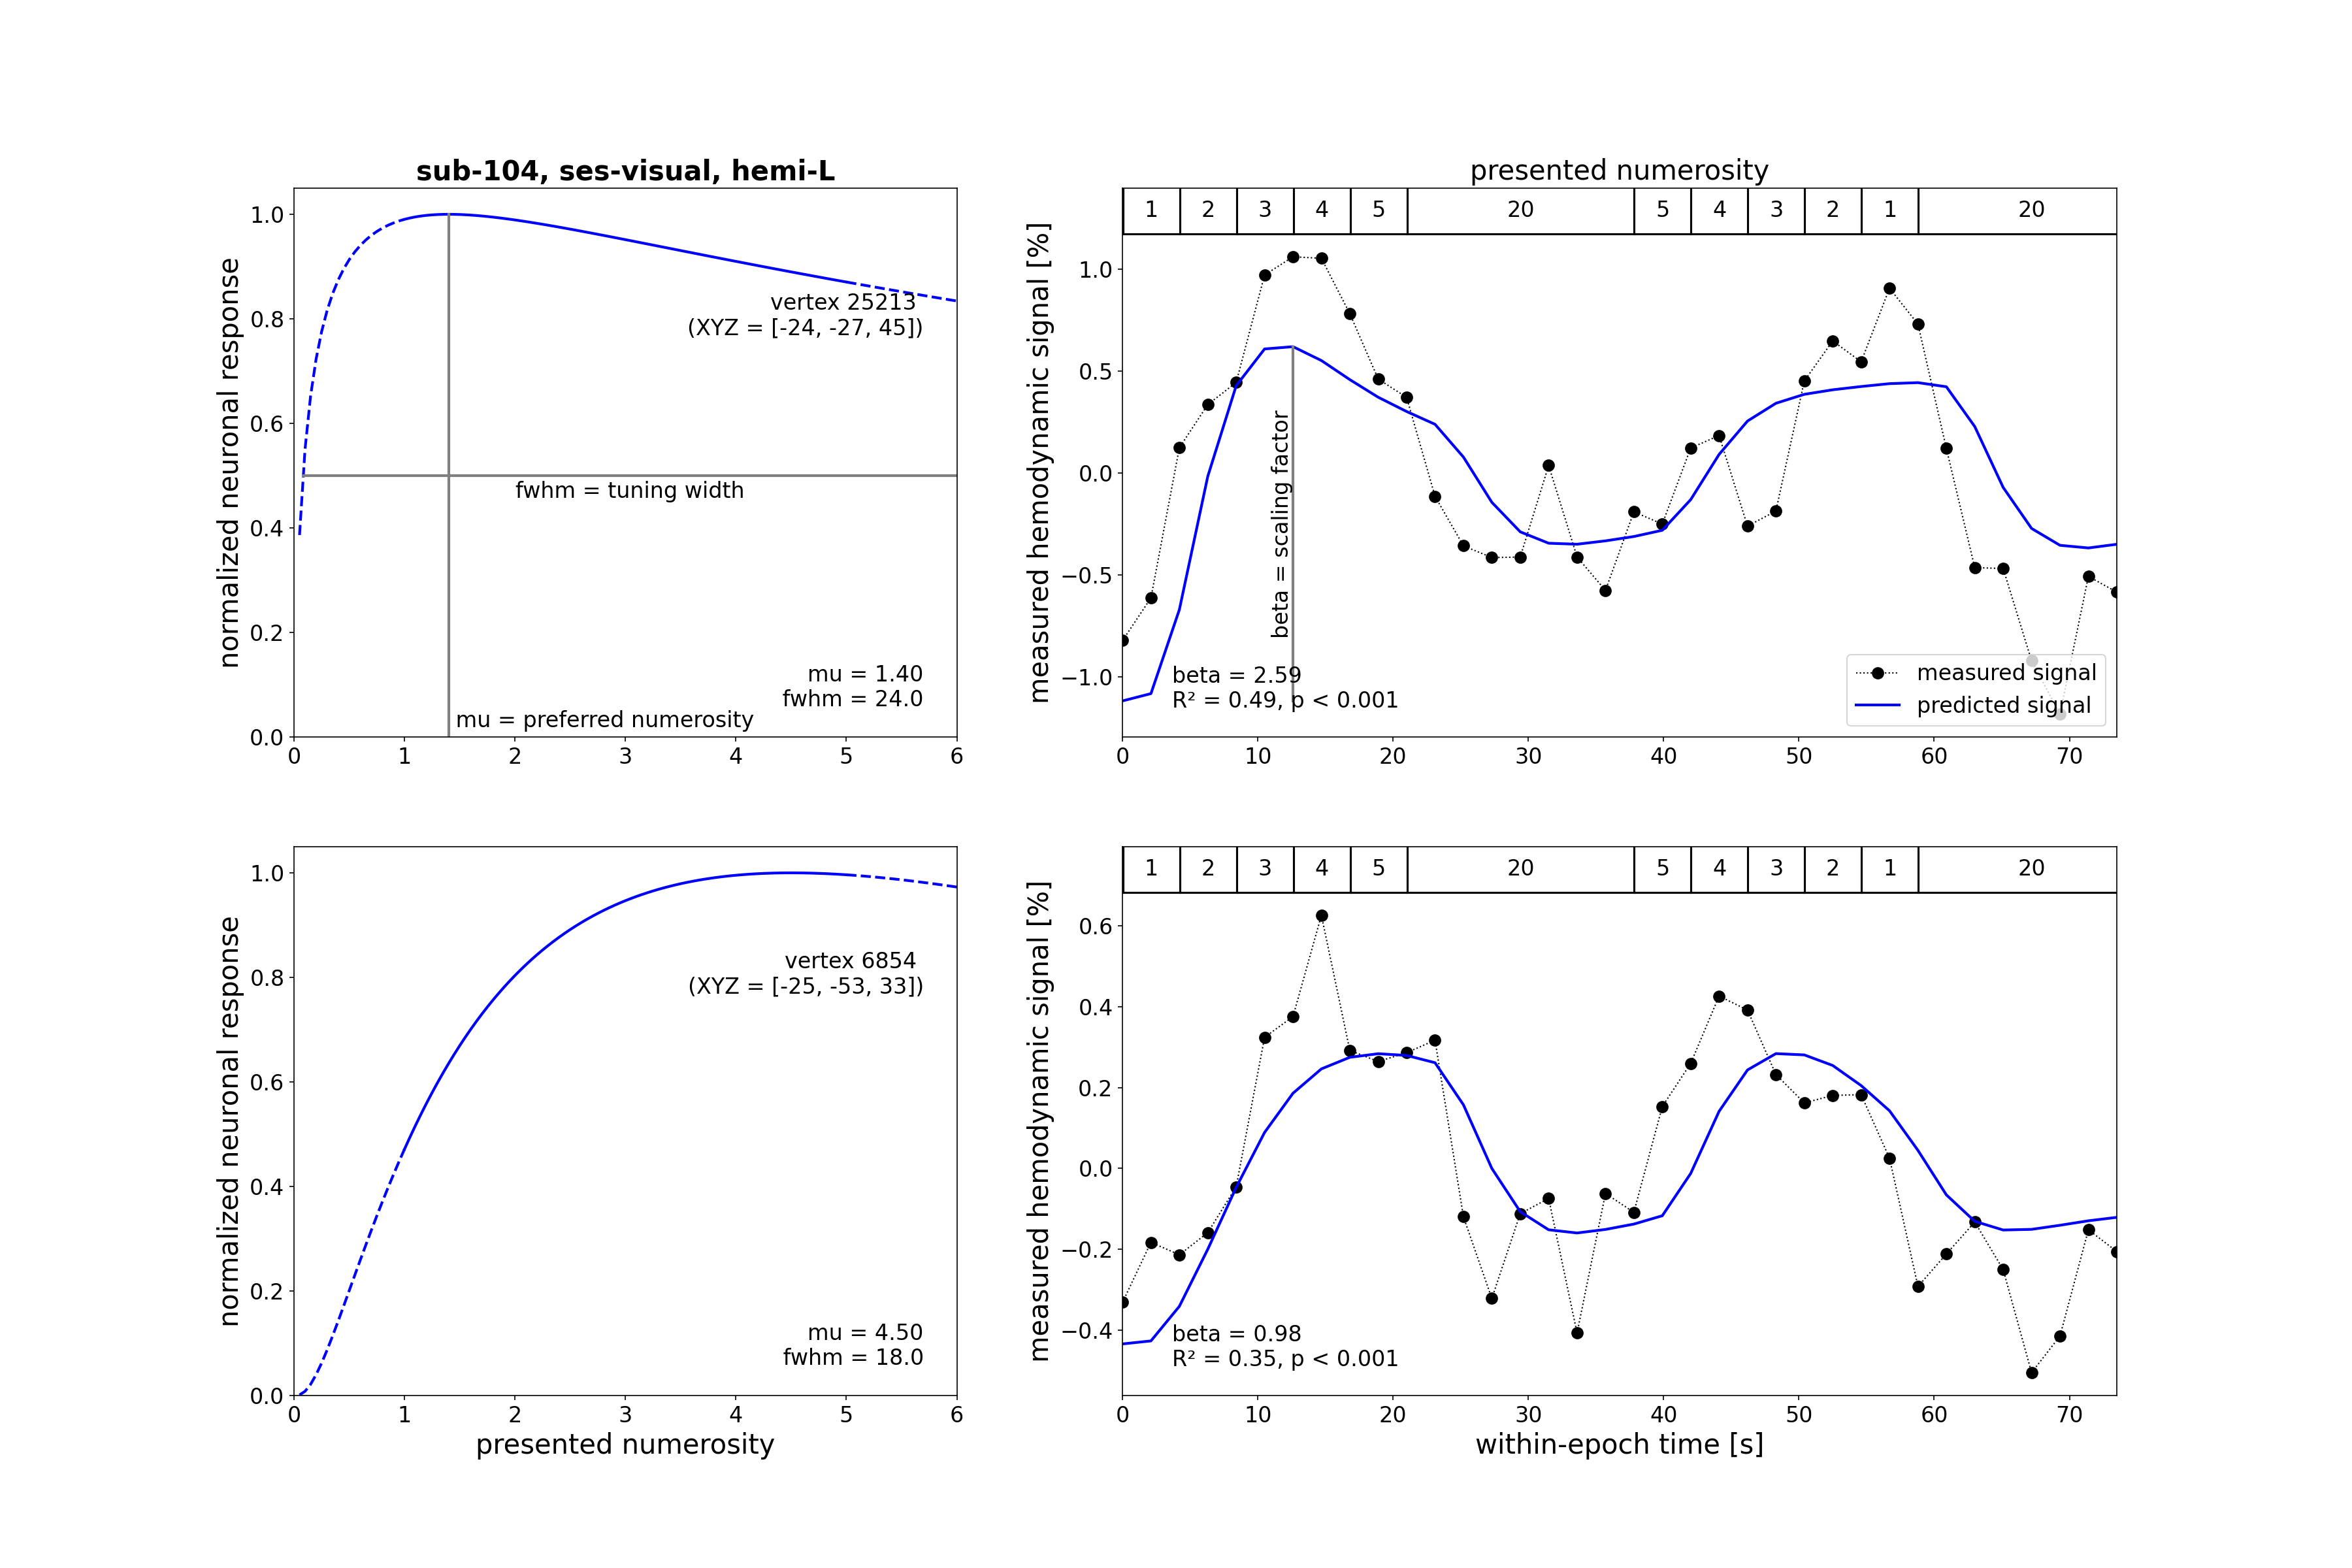 sub-104, ses-visual, hemi-L
normalized neuronal response
1.0
0.8
0.6
0.4
0.2
0.0
0 1 2 3 4 5 6
vertex 25213
(XYZ = [-24, -27, 45])
fwhm = tuning width
mu = 1.40
fwhm = 24.0
mu = preferred numerosity
presented numerosity
1 2 3 4 5 20 5 4 3 2 1 20
measured hemodynamic signal [%]
1.0
0.5
0.0
−0.5
−1.0
0 10 20 30 40 50 60 70
beta = scaling factor
beta = 2.59
R² = 0.49, p < 0.001
measured signal
predicted signal
normalized neuronal response
1.0
0.8
0.6
0.4
0.2
0.0
0 1 2 3 4 5 6
vertex 6854
(XYZ = [-25, -53, 33])
mu = 4.50
fwhm = 18.0
presented numerosity
1 2 3 4 5 20 5 4 3 2 1 20
measured hemodynamic signal [%]
0.6
0.4
0.2
0.0
−0.2
−0.4
0 10 20 30 40 50 60 70
beta = 0.98
R² = 0.35, p < 0.001
within-epoch time [s]